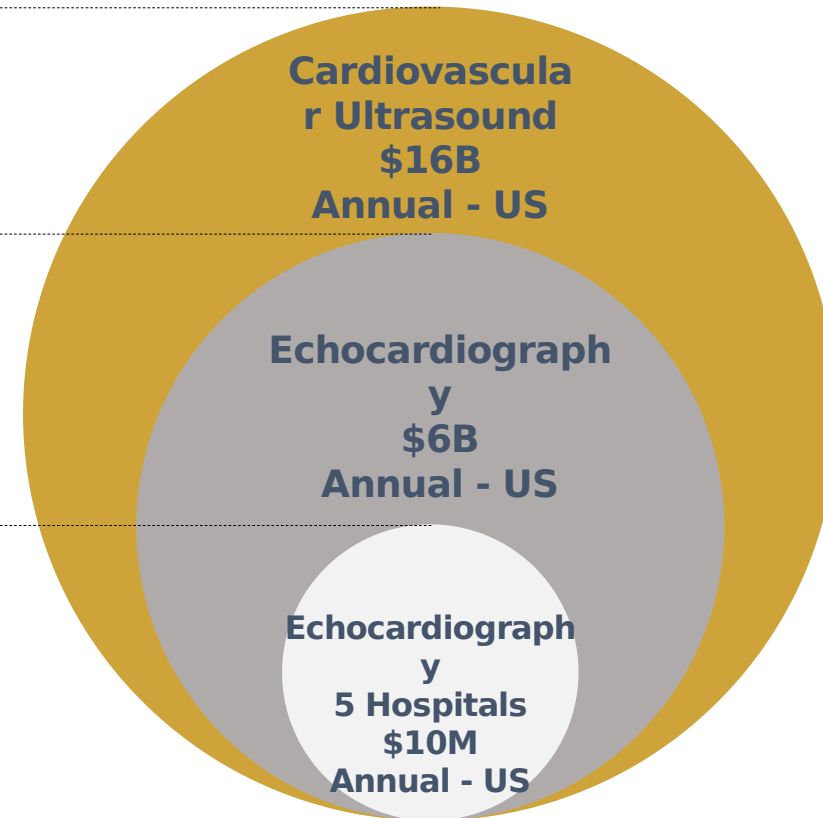 Cardiovascula
r Ultrasound
$16B
Annual - US
Echocardiograph
y
$6B
Annual - US
Echocardiograph
y
5 Hospitals
$10M
Annual - US